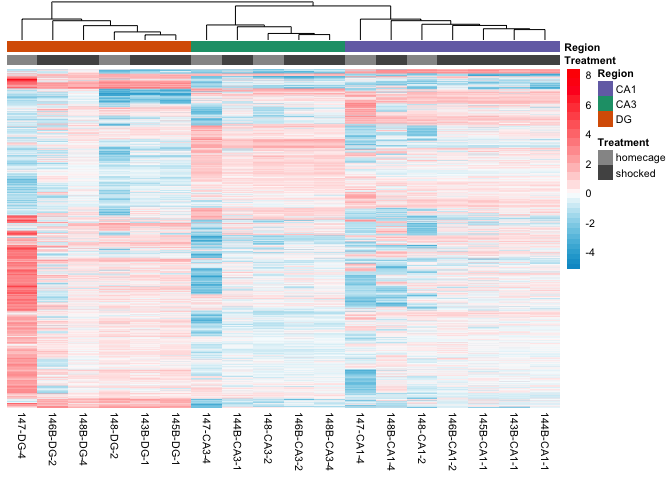 Region
Treatment
8
6
4
2
0
-2
-4
Region
CA1
CA3
DG
Treatment
homecage
shocked
147-DG-4
146B-DG-2
148B-DG-4
148-DG-2
143B-DG-1
145B-DG-1
147-CA3-4
144B-CA3-1
148-CA3-2
146B-CA3-2
148B-CA3-4
147-CA1-4
148B-CA1-4
148-CA1-2
146B-CA1-2
145B-CA1-1
143B-CA1-1
144B-CA1-1